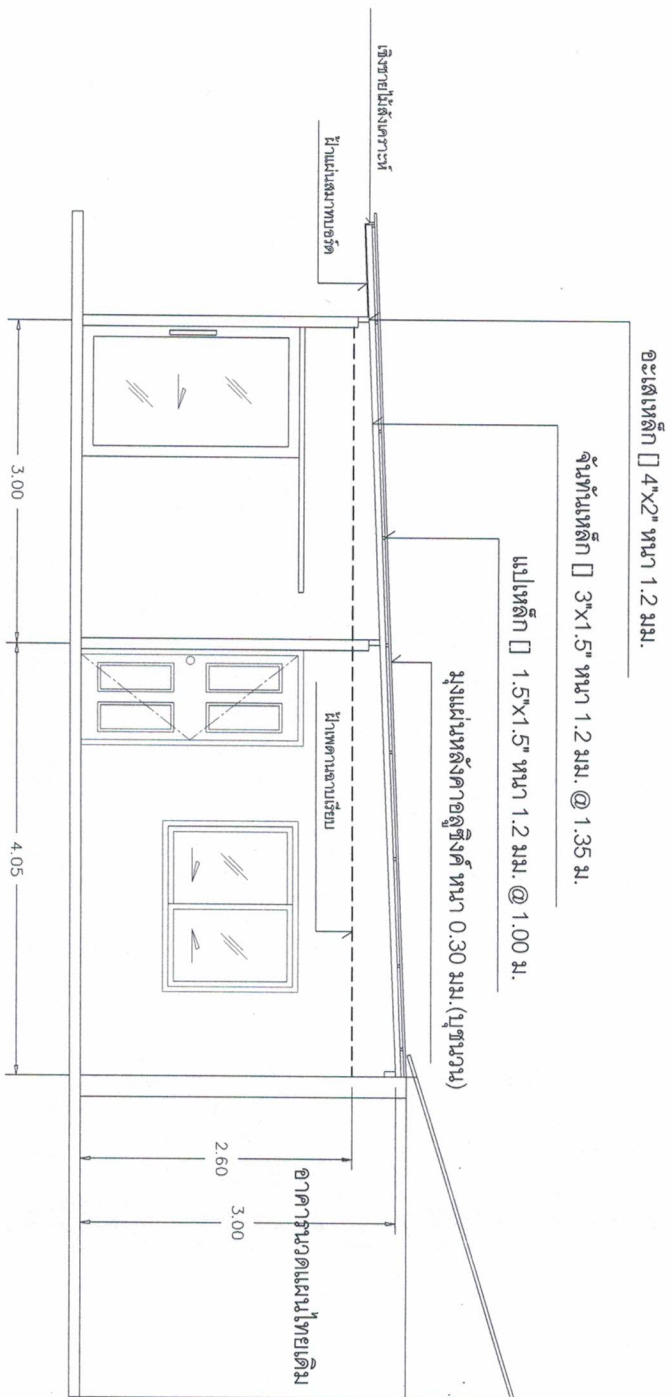 อะเสเหล็ก [] 4"x2" หนา 1.2 มม.
จันทันเหล็ก [] 3"x1.5" หนา 1.2 มม. @ 1.35 ม.
แปเหล็ก [] 1.5"x1.5" หนา 1.2 มม. @ 1.00 ม.
มุงแผ่นหลังคาอลูซิงค์ หนา 0.30 มม.(บุชนวน)
เชิงชายไม้สังเคราะห์
ฝ้าแผ่นสมาทบอร์ด
ฝ้าเพดานฉาบเรียบ
2.60
3.00
อาคารนวดแผนไทยเดิม
3.00
4.05